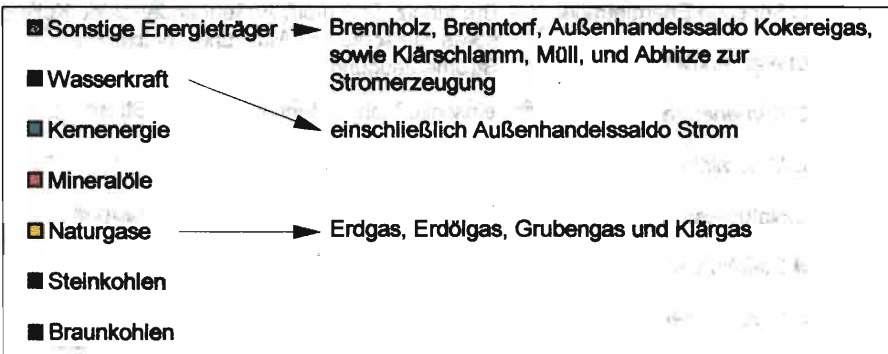 Sonstige Energieträger Brennholz, Brenntorf, Außenhandelssaldo Kokereigas,
sowie Klärschlamm, Müll, und Abhitze zur
Wasserkraft Stromerzeugung
Kernenergie einschließlich Außenhandelssaldo Strom
Mineralöle
Naturgase Erdgas, Erdölgas, Grubengas und Klärgas
Steinkohlen
Braunkohlen